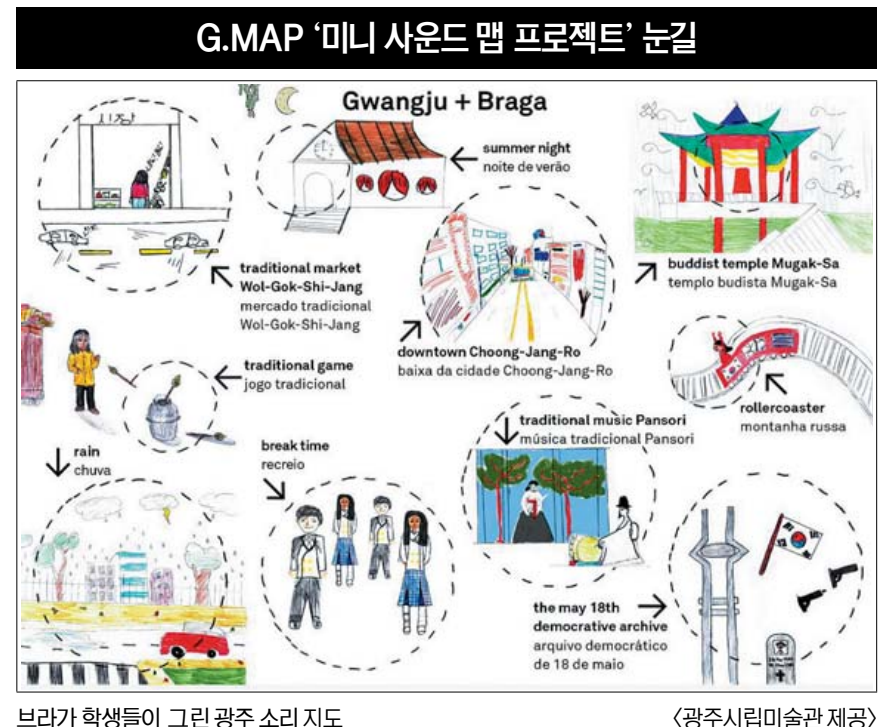 G.MAP ‘미니 사운드 맵 프로젝트’ 눈길
Gwangju + Braga
시장
summer night
noite de verão
traditional market
Wol-Gok-Shi-Jang
mercado tradicional
Wol-Gok-Shi-Jang
buddist temple Mugak-Sa
templo budista Mugak-Sa
downtown Choong-Jang-Ro
baixa da cidade Choong-Jang-Ro
traditional game
jogo tradicional
rollercoaster
montanha russa
traditional music Pansori
música tradicional Pansori
rain
chuva
break time
recreio
the may 18th
democrative archive
arquivo democrático
de 18 de maio
브라가 학생들이 그린 광주 소리 지도
〈광주시립미술관 제공〉